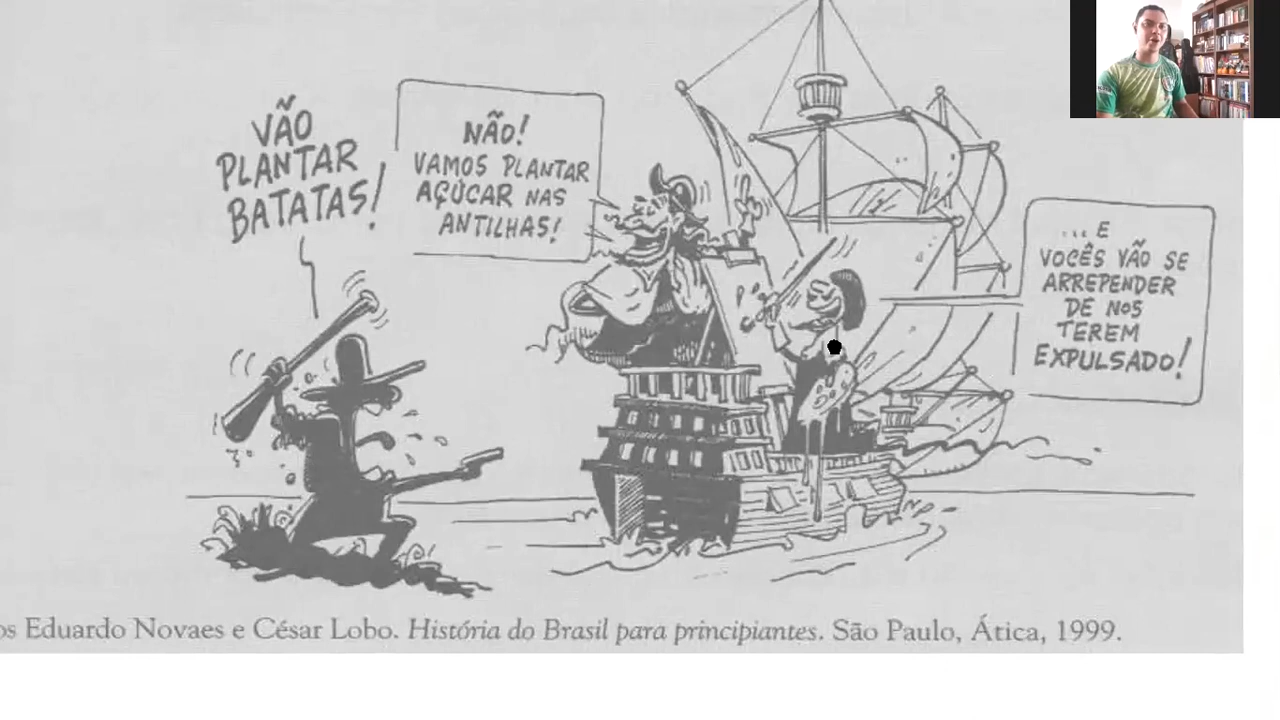 VÃO
PLANTAR
BATATAS!
NÃO!
VAMOS PLANTAR
AÇÚCAR NAS
ANTILHAS!
... E
VOCÊS VÃO SE
ARREPENDER
DE NOS
TEREM
EXPULSADO!
os Eduardo Novaes e César Lobo. História do Brasil para principiantes. São Paulo, Ática, 1999.